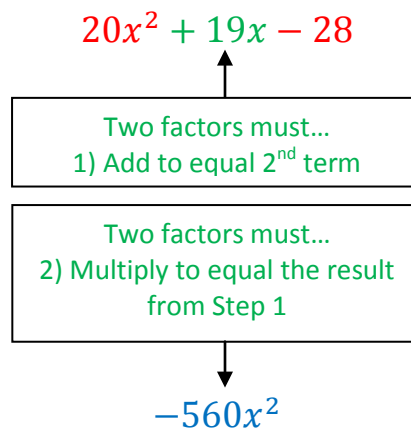 20x² + 19x − 28
Two factors must…
1) Add to equal 2ⁿᵈ term
Two factors must…
2) Multiply to equal the result
from Step 1
−560x²